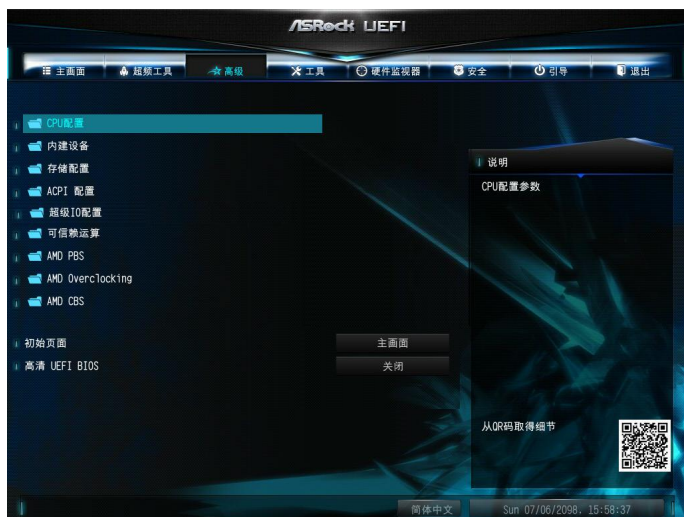 ASRock UEFI
主画面 超频工具 高级 工具 硬件监视器 安全 引导 退出
CPU配置
内建设备
存储配置
ACPI 配置
超级IO配置
可信赖运算
AMD PBS
AMD Overclocking
AMD CBS
初始页面 主画面
高清 UEFI BIOS 关闭
说明
CPU配置参数
从QR码取得细节
简体中文 Sun 07/06/2098. 15:58:37